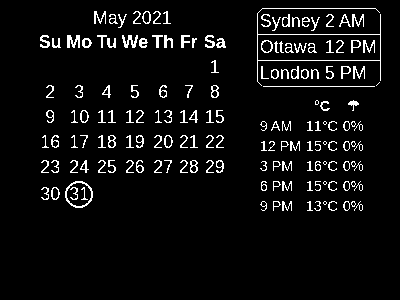 May 2021
Su Mo Tu We Th Fr Sa
1
2 3 4 5 6 7 8
9 10 11 12 13 14 15
16 17 18 19 20 21 22
23 24 25 26 27 28 29
30 31
Sydney 2 AM
Ottawa 12 PM
London 5 PM
°C ☂
9 AM 11°C 0%
12 PM 15°C 0%
3 PM 16°C 0%
6 PM 15°C 0%
9 PM 13°C 0%